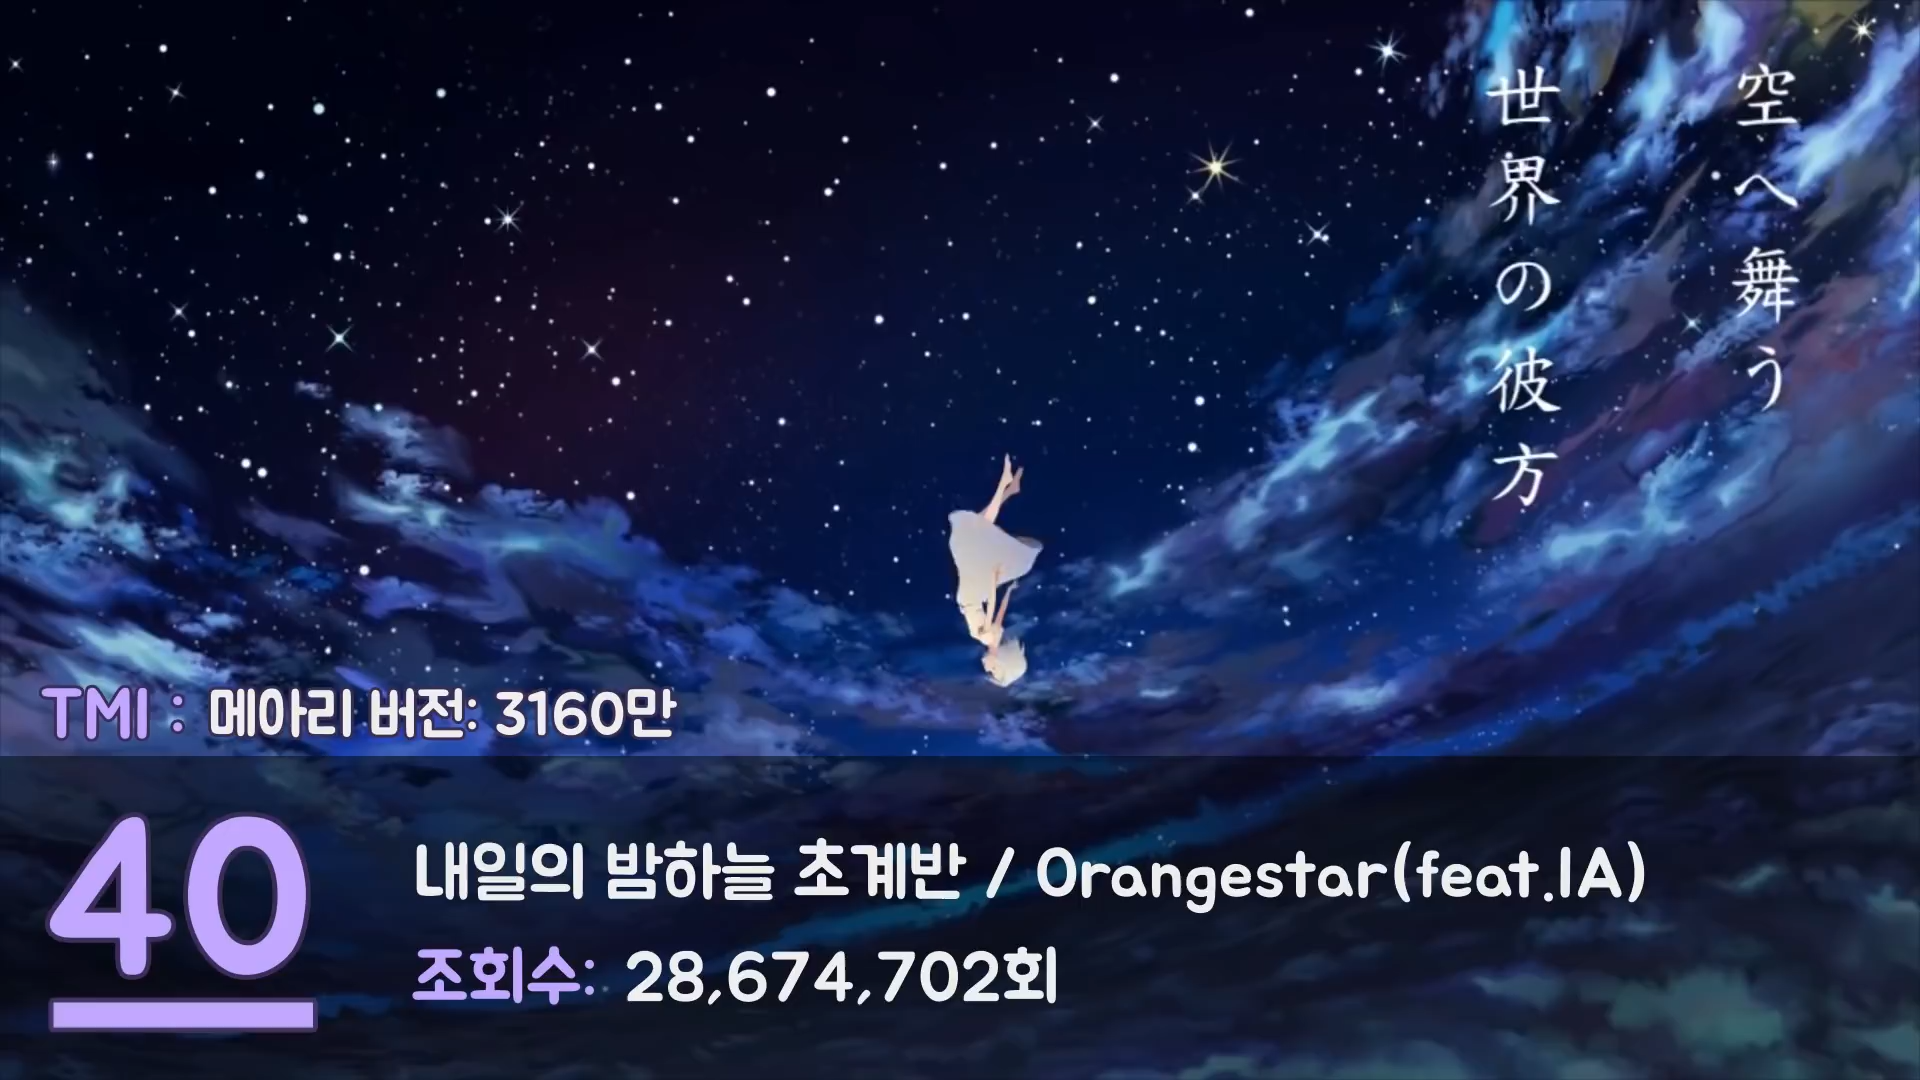 空へ舞う
世界の彼方
TMI : 메아리 버전: 3160만
40
내일의 밤하늘 초계반 / Orangestar(feat.IA)
조회수: 28,674,702회